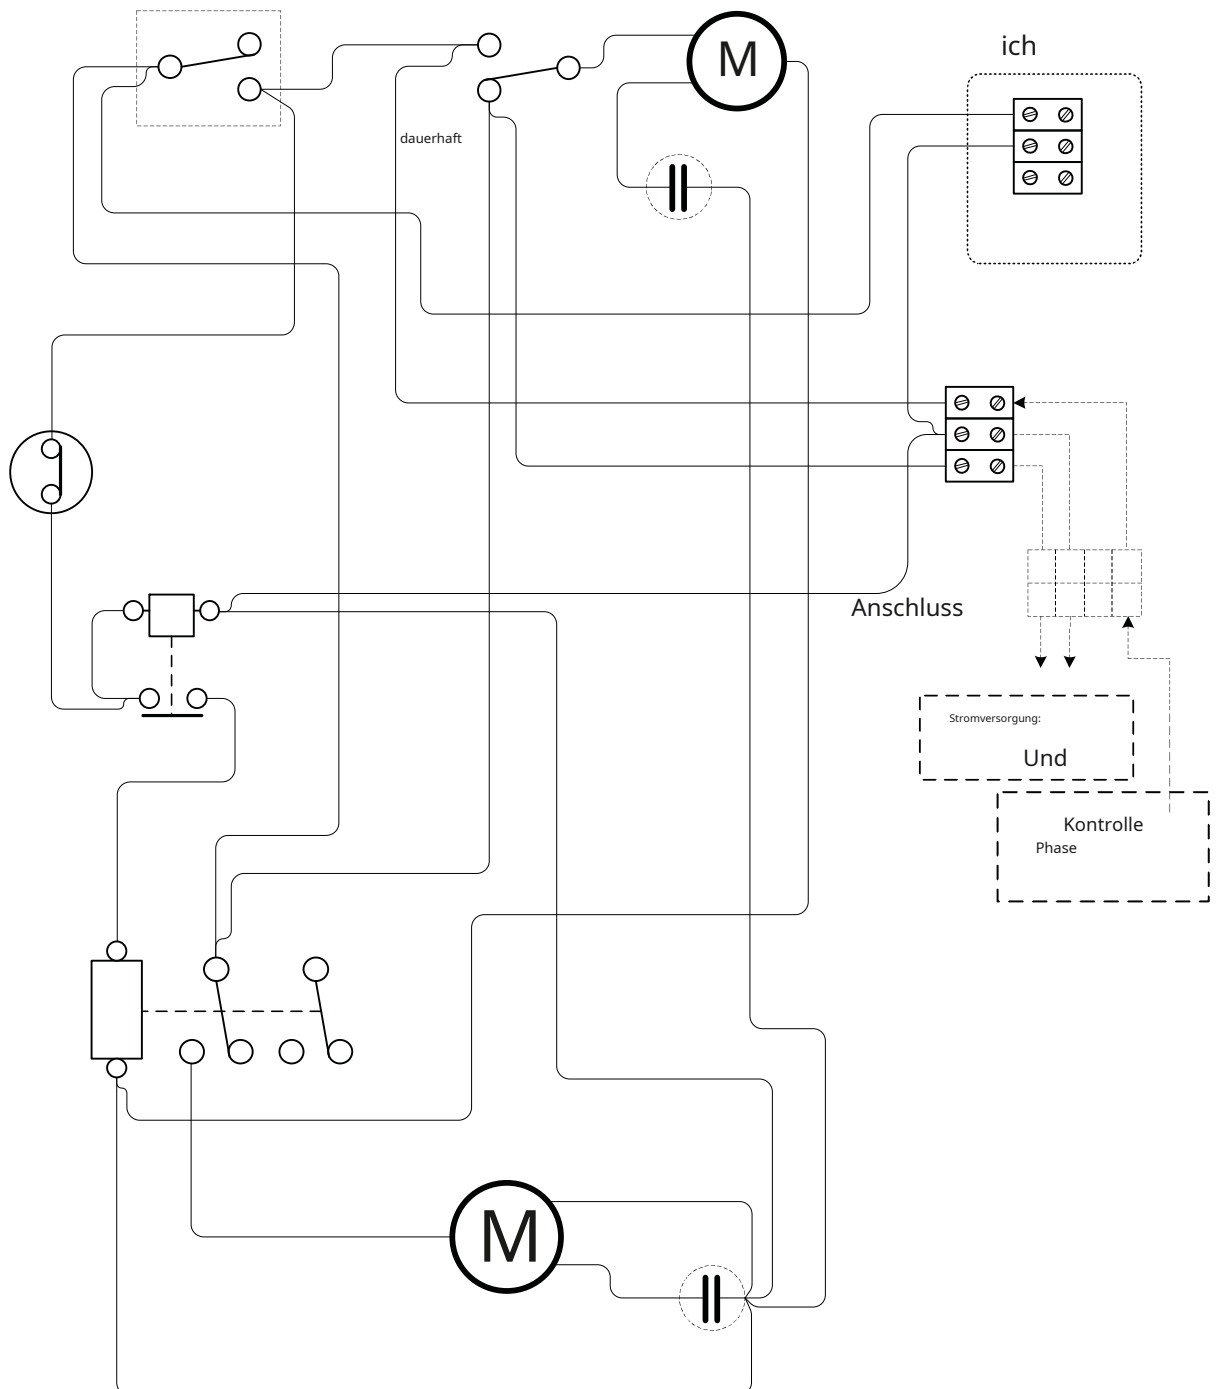 M
ich
dauerhaft
Anschluss
Stromversorgung:
Und
Kontrolle
Phase
M